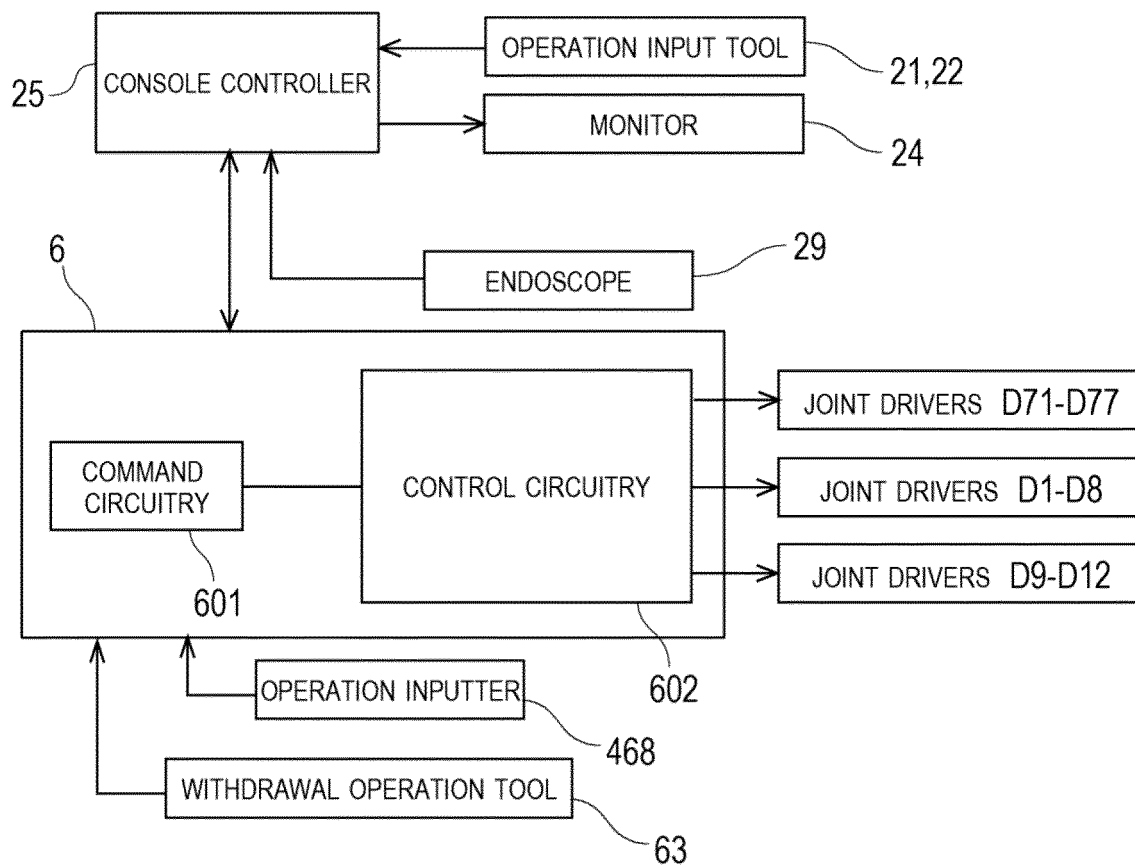 OPERATION INPUT TOOL
25
CONSOLE CONTROLLER
21,22
MONITOR
24
6
29
ENDOSCOPE
JOINT DRIVERS D71-D77
COMMAND
CIRCUITRY
CONTROL CIRCUITRY
JOINT DRIVERS D1-D8
601
JOINT DRIVERS D9-D12
OPERATION INPUTTER
602
468
WITHDRAWAL OPERATION TOOL
63